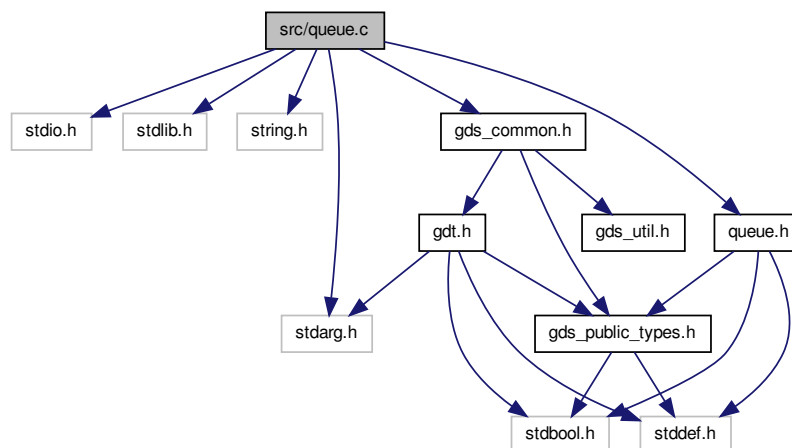 src/queue.c
stdio.h
stdlib.h
string.h
gds_common.h
gdt.h
gds_util.h
queue.h
stdarg.h
gds_public_types.h
stdbool.h
stddef.h